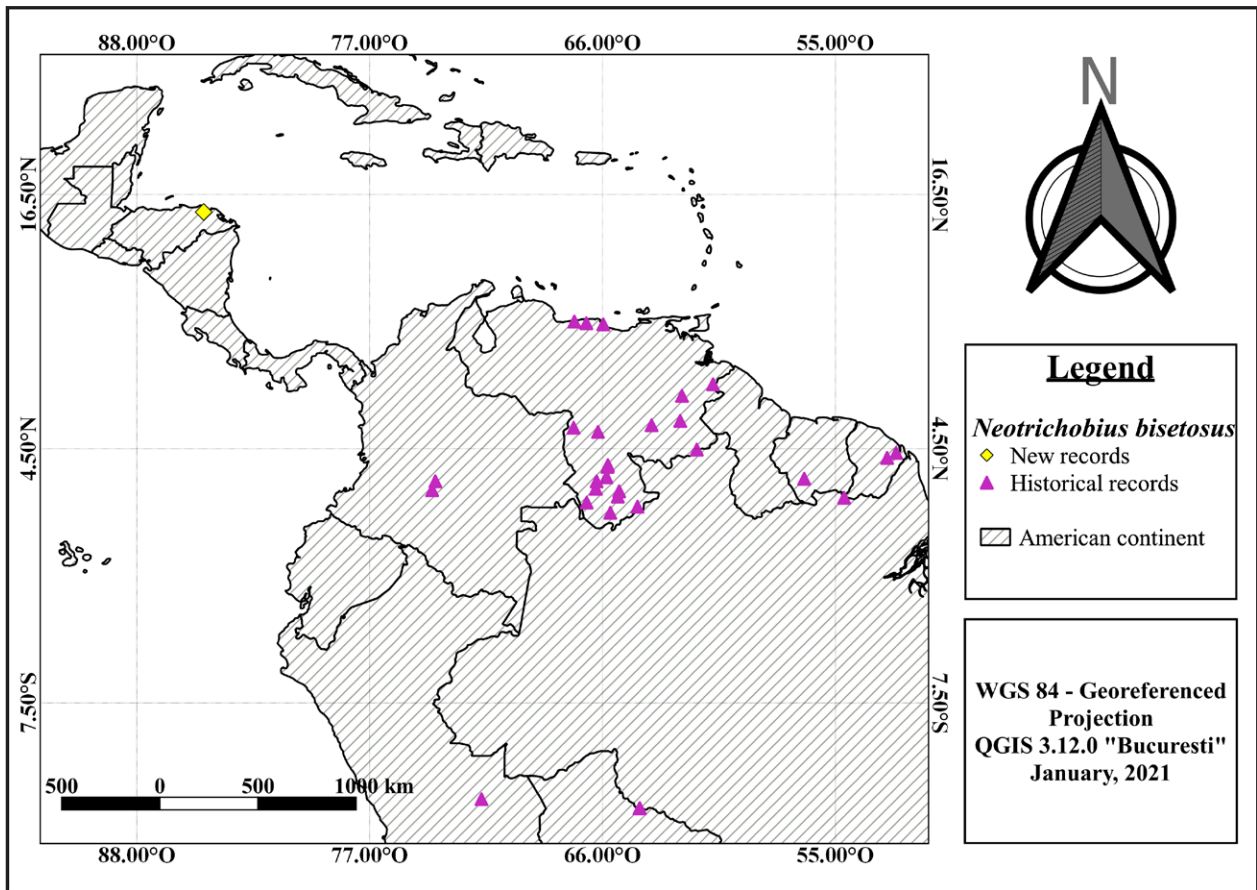 88.00°O 77.00°O 66.00°O 55.00°O
16.50°N
4.50°N
7.50°S
16.50°N
4.50°N
7.50°S
500 0 500 1000 km
88.00°O 77.00°O 66.00°O 55.00°O
N
Legend
Neotrichobius bisetosus
New records
Historical records
American continent
WGS 84 - Georeferenced
Projection
QGIS 3.12.0 "Bucuresti"
January, 2021